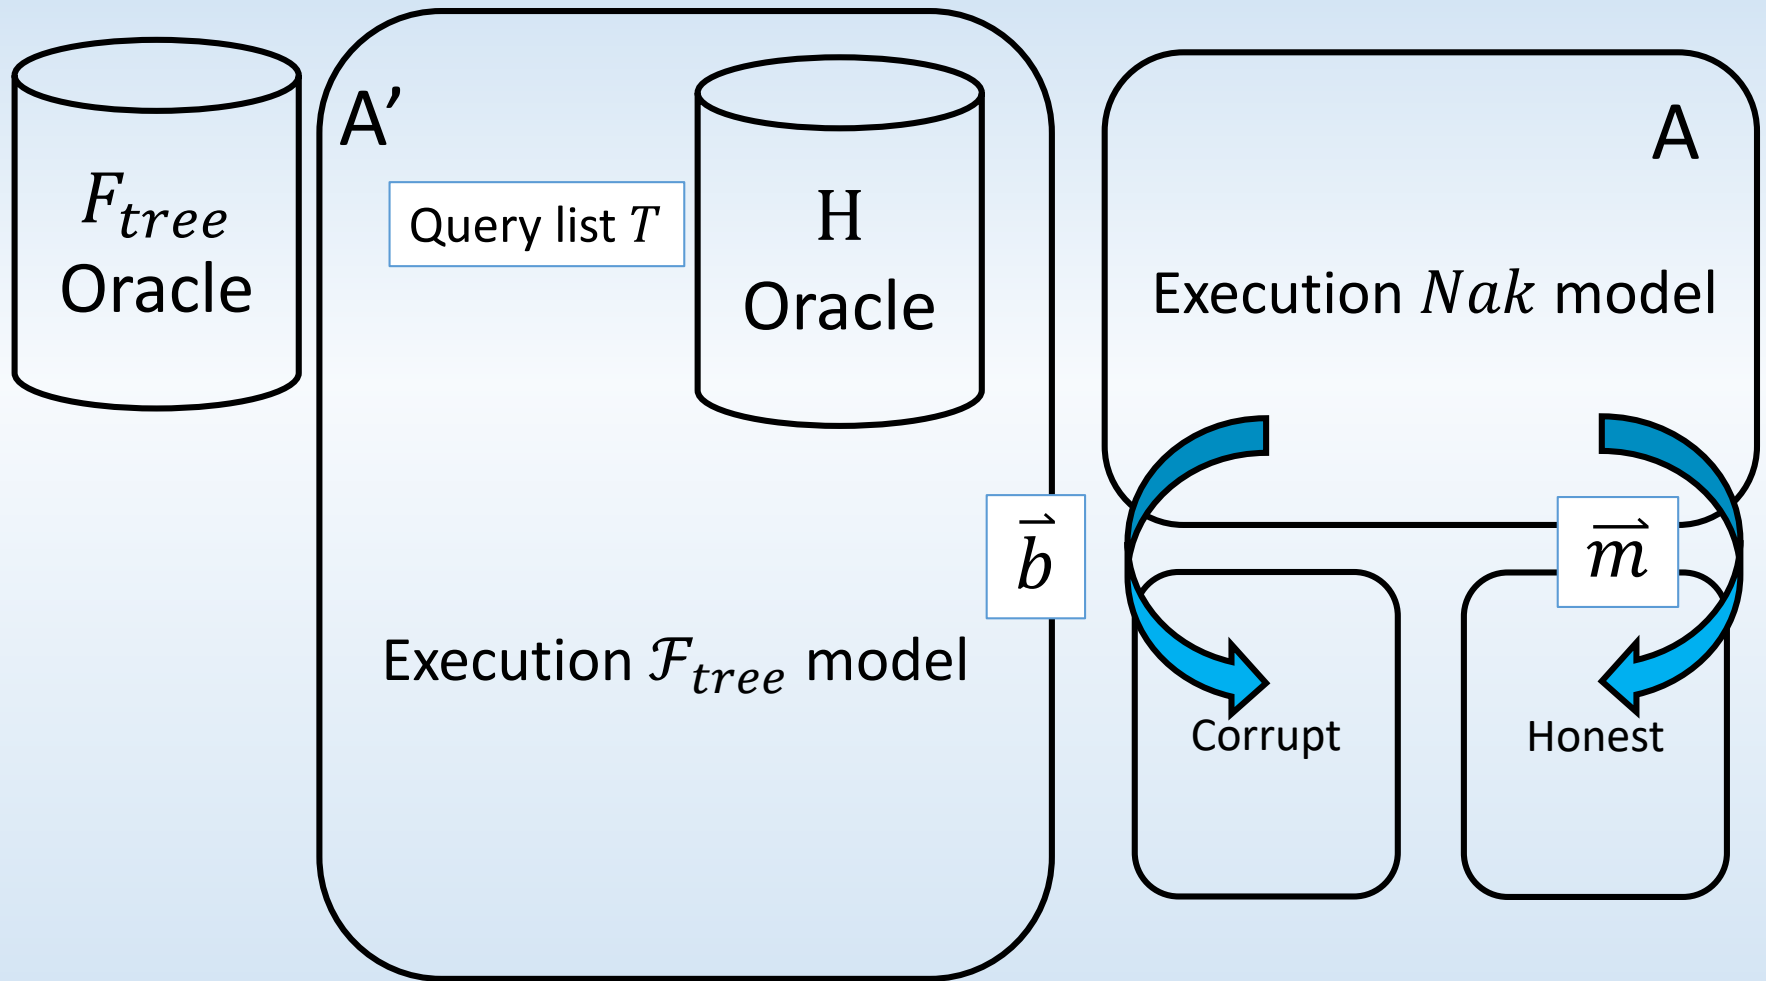 A'
A
F_tree
Oracle
Query list T
H
Oracle
Execution Nak model
b⃗
m⃗
Execution ℱ_tree model
Corrupt
Honest